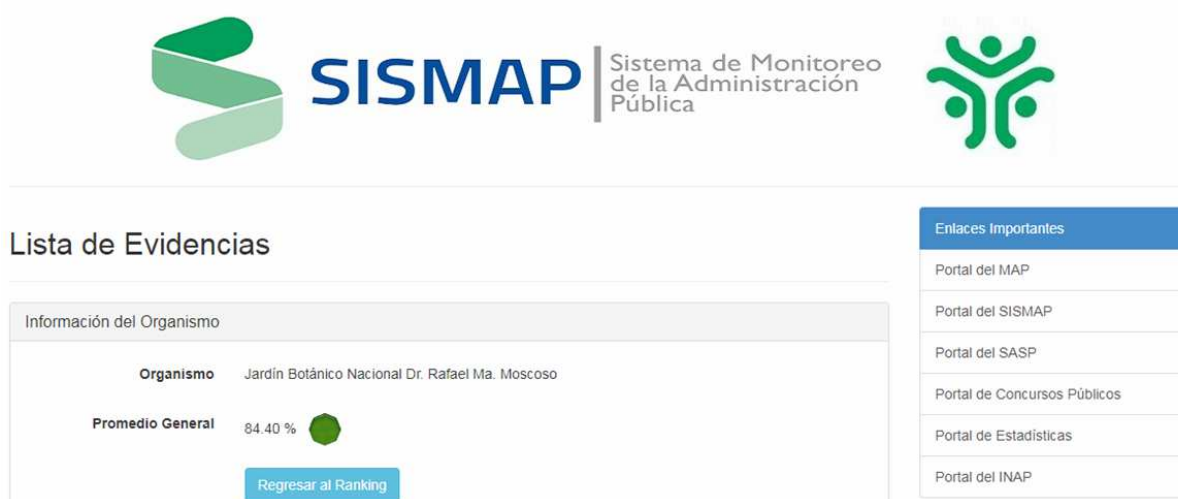 SISMAP
Sistema de Monitoreo
de la Administración
Pública
Lista de Evidencias
Información del Organismo
Organismo Jardín Botánico Nacional Dr. Rafael Ma. Moscoso
Promedio General 84.40 %
Regresar al Ranking
Enlaces Importantes
Portal del MAP
Portal del SISMAP
Portal del SASP
Portal de Concursos Públicos
Portal de Estadísticas
Portal del INAP